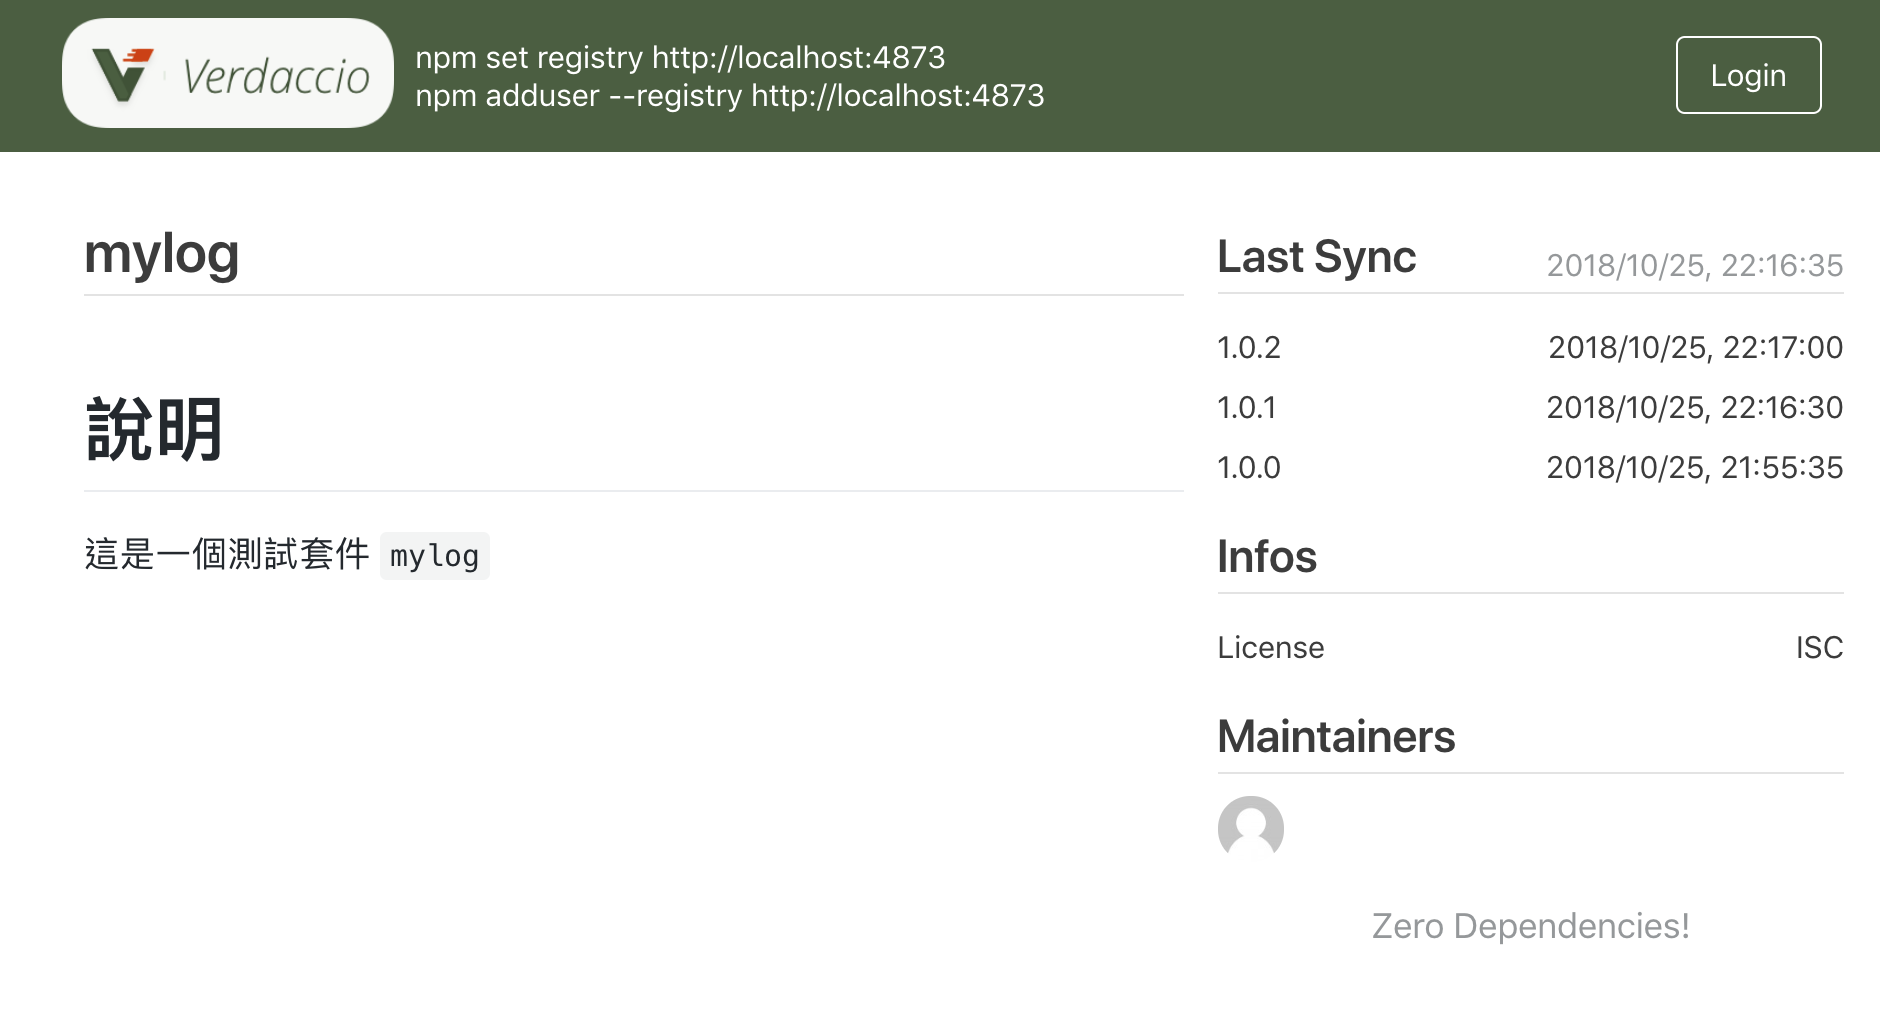 Verdaccio
npm set registry http://localhost:4873
npm adduser --registry http://localhost:4873
Login
mylog
說明
這是一個測試套件 mylog
Last Sync 2018/10/25, 22:16:35
1.0.2 2018/10/25, 22:17:00
1.0.1 2018/10/25, 22:16:30
1.0.0 2018/10/25, 21:55:35
Infos
License ISC
Maintainers
Zero Dependencies!